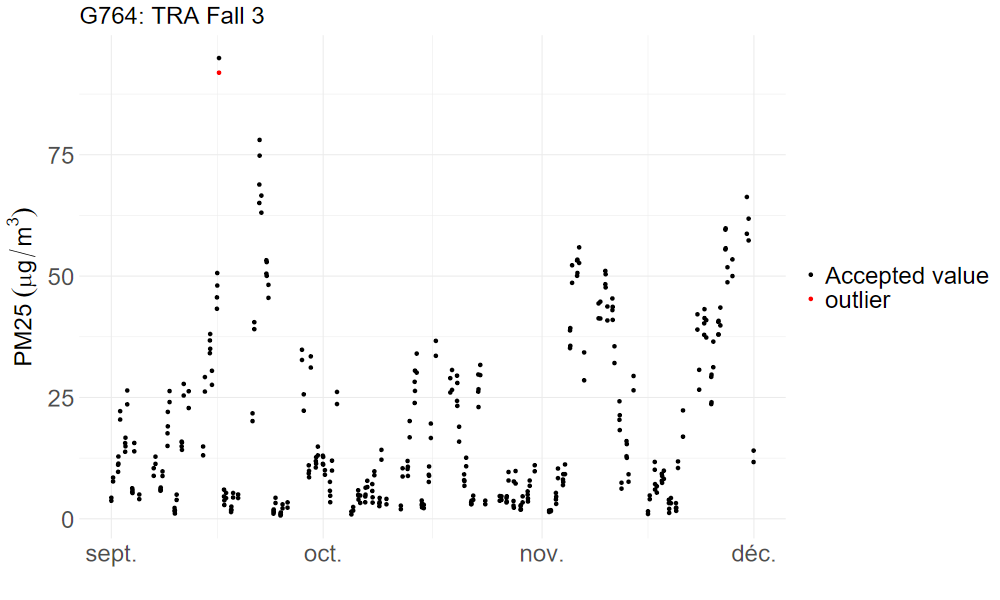 G764: TRA Fall 3
PM25 (μg/m³)
75
50
25
0
sept.
oct.
nov.
déc.
Accepted value
outlier